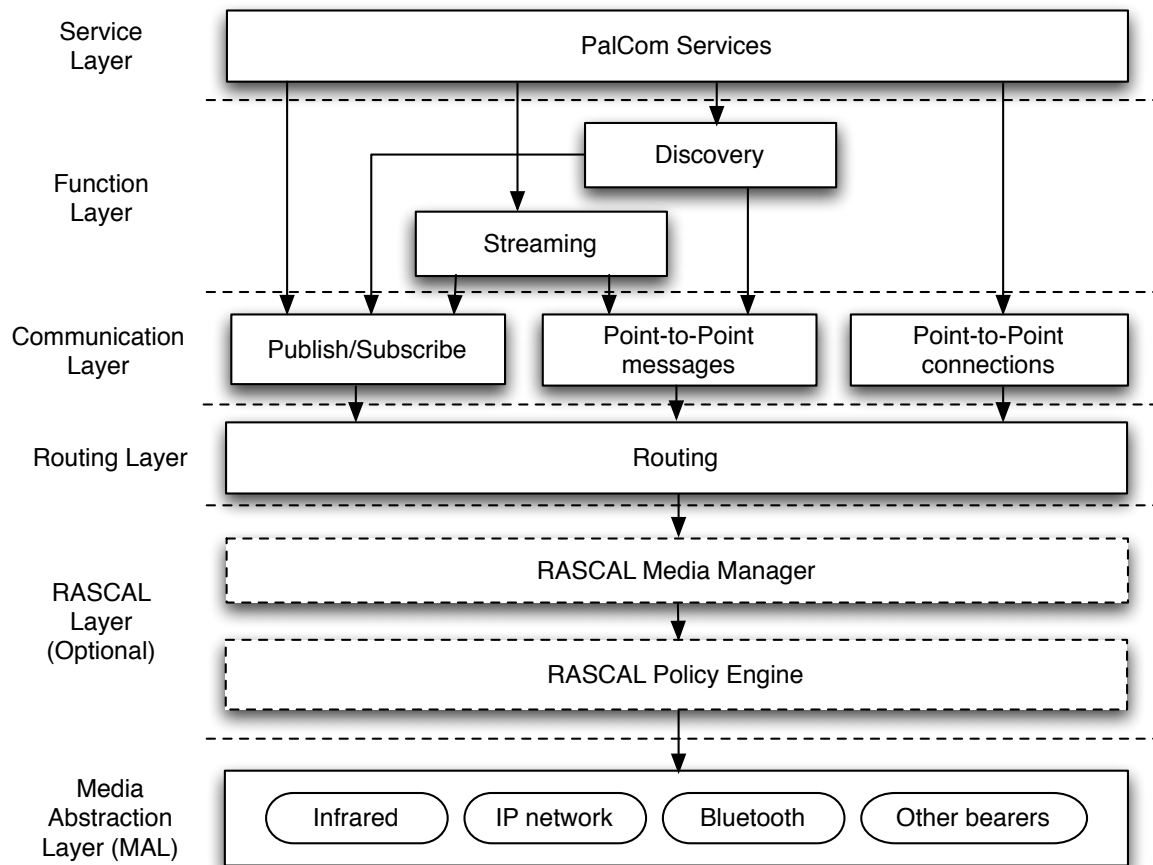 Service
Layer
PalCom Services
Function
Layer
Discovery
Streaming
Communication
Layer
Publish/Subscribe
Point-to-Point
messages
Point-to-Point
connections
Routing Layer
Routing
RASCAL
Layer
(Optional)
RASCAL Media Manager
RASCAL Policy Engine
Media
Abstraction
Layer (MAL)
Infrared
IP network
Bluetooth
Other bearers